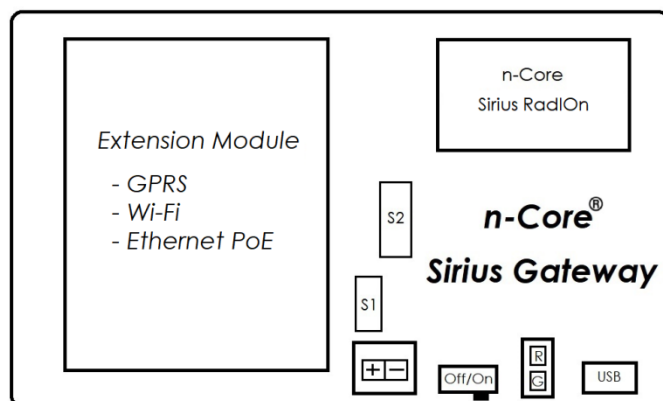 Extension Module
- GPRS
- Wi-Fi
- Ethernet PoE
n-Core
Sirius RadIOn
S2
n-Core®
Sirius Gateway
S1
+ -
Off/On
R
G
USB